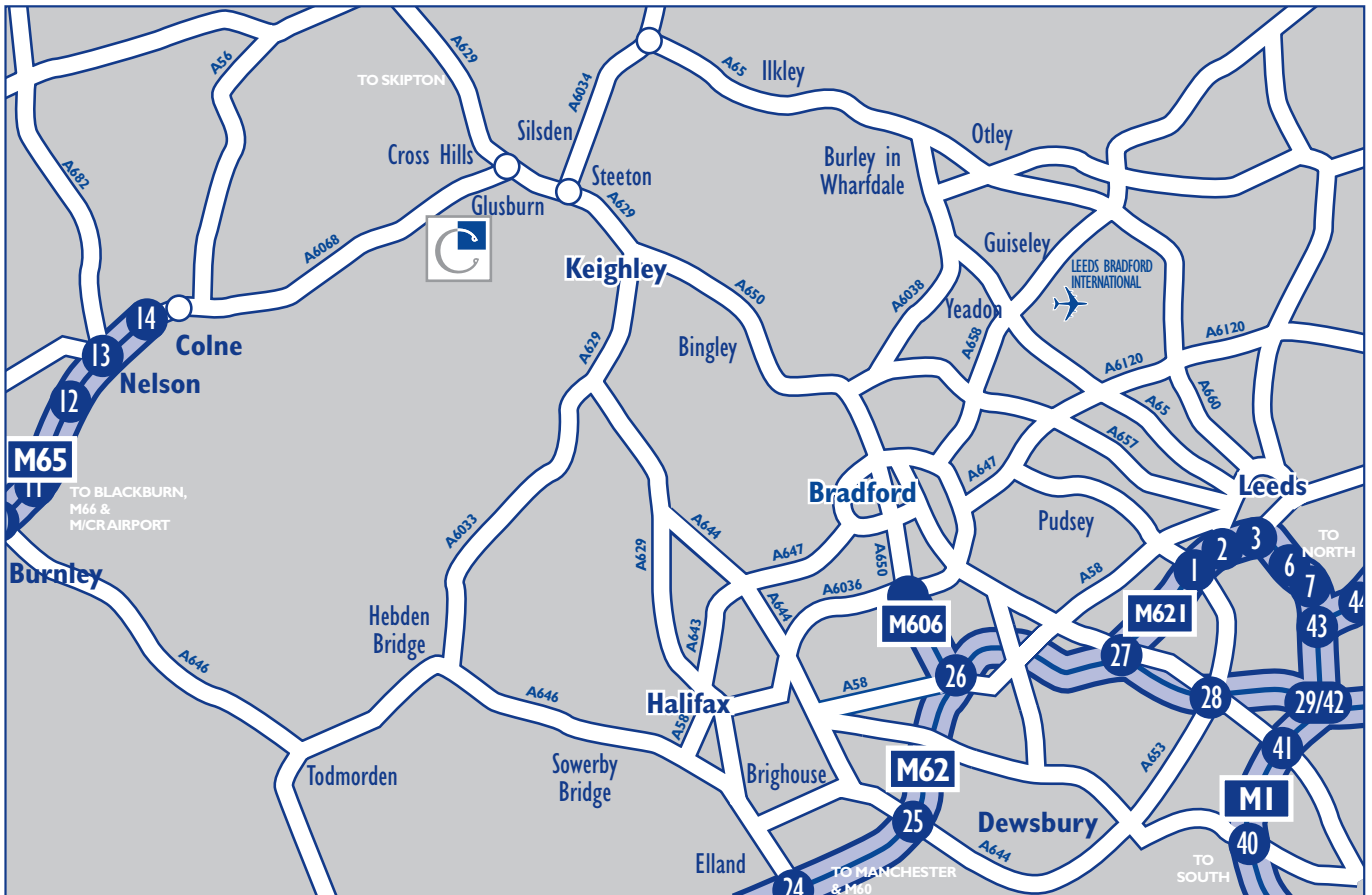 A629
A56
TO SKIPTON
A6034
A65
Ilkley
Silsden
Cross Hills
Otley
Burley in
Wharfdale
A682
Steeton
Glusburn
A629
A6068
Guiseley
LEEDS BRADFORD
INTERNATIONAL
Keighley
A650
A6038
Yeadon
14
Colne
13
Nelson
12
A629
Bingley
A658
A6120
A6120
A660
A65
A657
M65
11
TO BLACKBURN,
M66 &
M/CR AIRPORT
A647
Bradford
Leeds
Pudsey
A6033
A629
A644
A647
A650
A58
TO
NORTH
1
2
3
6
7
44
43
Burnley
A6036
A644
A643
M606
M621
Hebden
Bridge
A646
A646
26
27
28
29/42
A58
Halifax
A58
41
A653
Todmorden
Sowerby
Bridge
Brighouse
M62
M1
25
Dewsbury
A644
40
Elland
24
TO MANCHESTER
& M60
TO
SOUTH